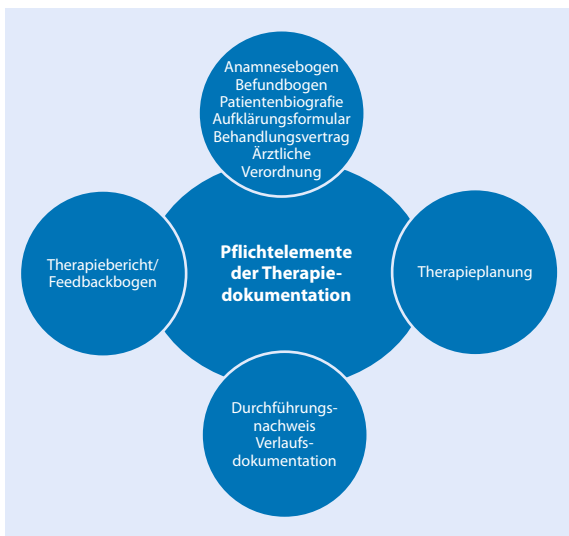 Anamnesebogen
Befundbogen
Patientenbiografie
Aufklärungsformular
Behandlungsvertrag
Ärztliche
Verordnung
Therapiebericht/
Feedbackbogen
Pflichtelemente
der Therapie-
dokumentation
Therapieplanung
Durchführungs-
nachweis
Verlaufs-
dokumentation